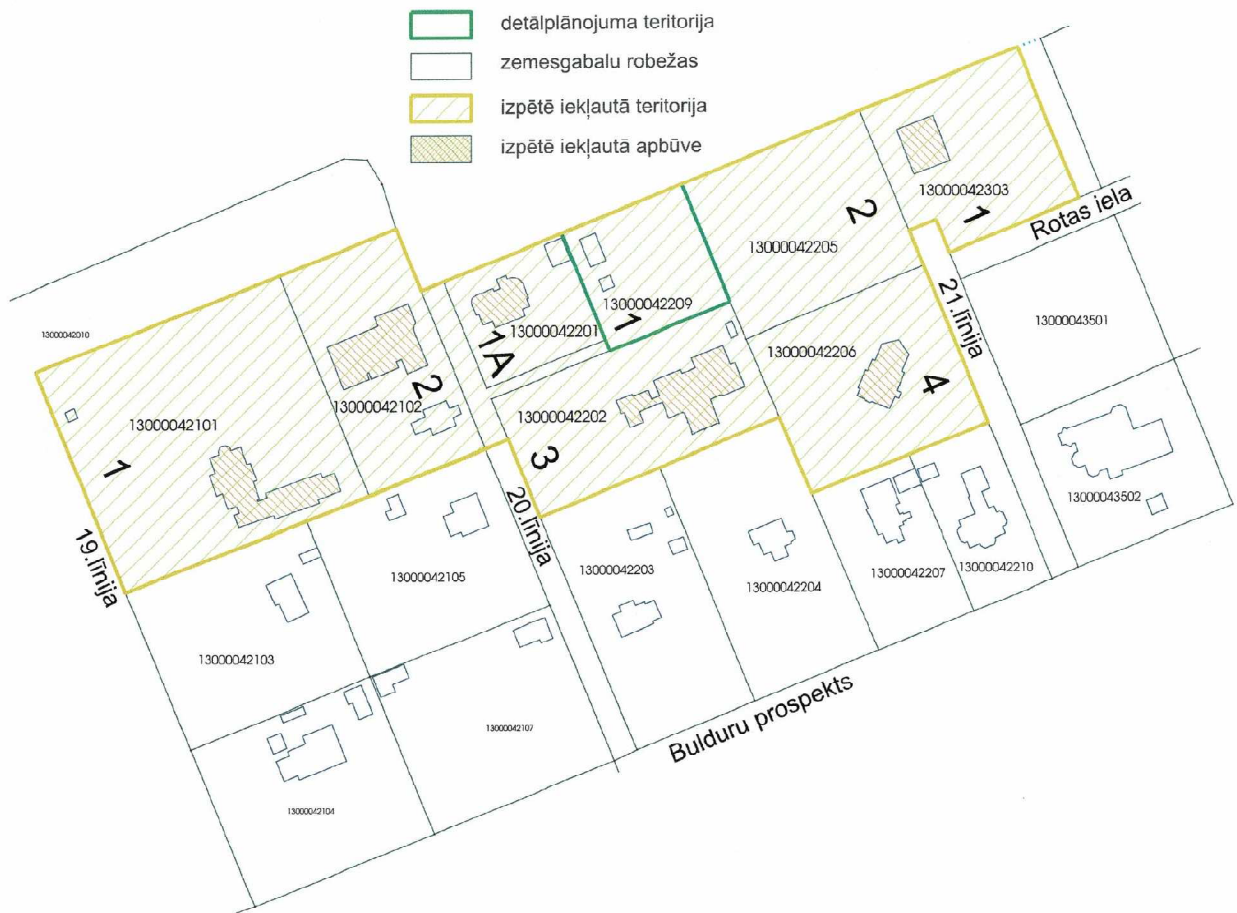 detālplānojuma teritorija
zemesgabalu robežas
izpētē iekļautā teritorija
izpētē iekļautā apbūve
13000042303
1
Rotas iela
2
13000042205
13000042209
1
13000042201
1A
21.līnija
13000043501
13000042010
13000042206
4
13000042102
2
13000042101
1
13000042202
3
20.līnija
19.līnija
13000043502
13000042105
13000042203
13000042204
13000042207
13000042210
13000042103
13000042107
Bulduru prospekts
13000042104